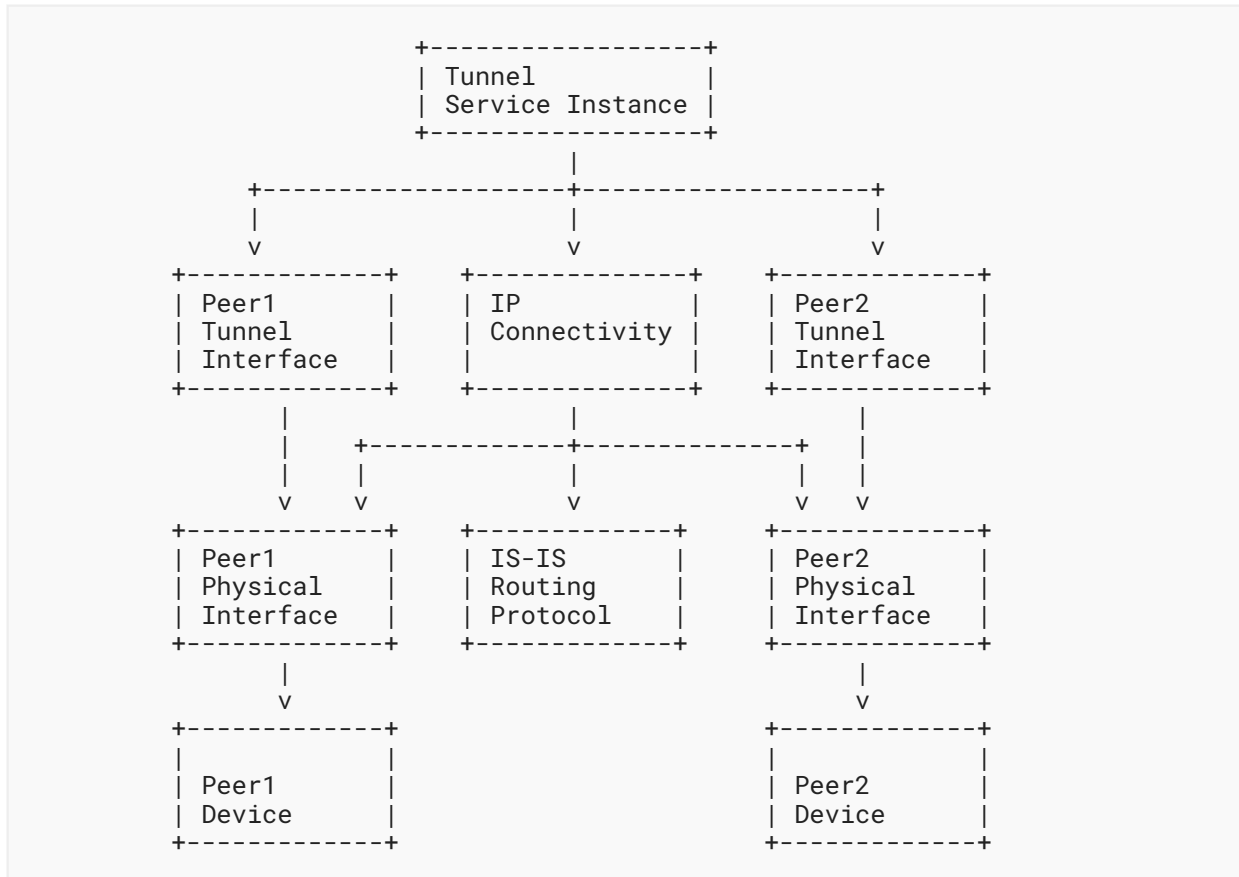 +-------------------+
                | Tunnel            |
                | Service Instance  |
                +-------------------+
                          |
     +--------------------+-------------------+
     |                    |                   |
     v                    v                   v
+-------------+    +--------------+    +-------------+
| Peer1       |    | IP           |    | Peer2       |
| Tunnel      |    | Connectivity |    | Tunnel      |
| Interface   |    |              |    | Interface   |
+-------------+    +--------------+    +-------------+
       |                  |                  |
       |    +-------------+--------------+   |
       |    |             |              |   |
       v    v             v              v   v
+-------------+    +-------------+     +-------------+
| Peer1       |    | IS-IS       |     | Peer2       |
| Physical    |    | Routing     |     | Physical    |
| Interface   |    | Protocol    |     | Interface   |
+-------------+    +-------------+     +-------------+
       |                                     |
       v                                     v
+-------------+                        +-------------+
|             |                        |             |
| Peer1       |                        | Peer2       |
| Device      |                        | Device      |
+-------------+                        +-------------+